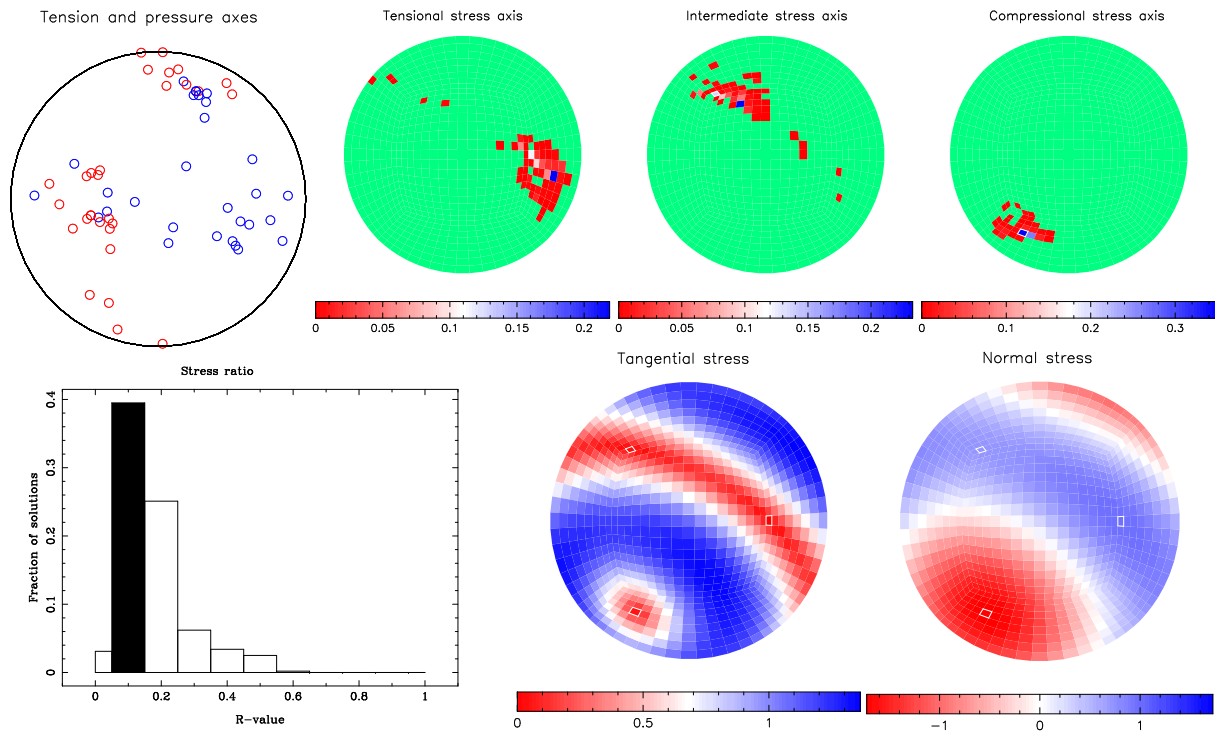 Tension and pressure axes
Tensional stress axis
Intermediate stress axis
Compressional stress axis
0 0.05 0.1 0.15 0.2
0 0.05 0.1 0.15 0.2
0 0.1 0.2 0.3
Stress ratio
Fraction of solutions
0 0.1 0.2 0.3 0.4
0 0.2 0.4 0.6 0.8 1
R-value
Tangential stress
Normal stress
0 0.5 1
-1 0 1